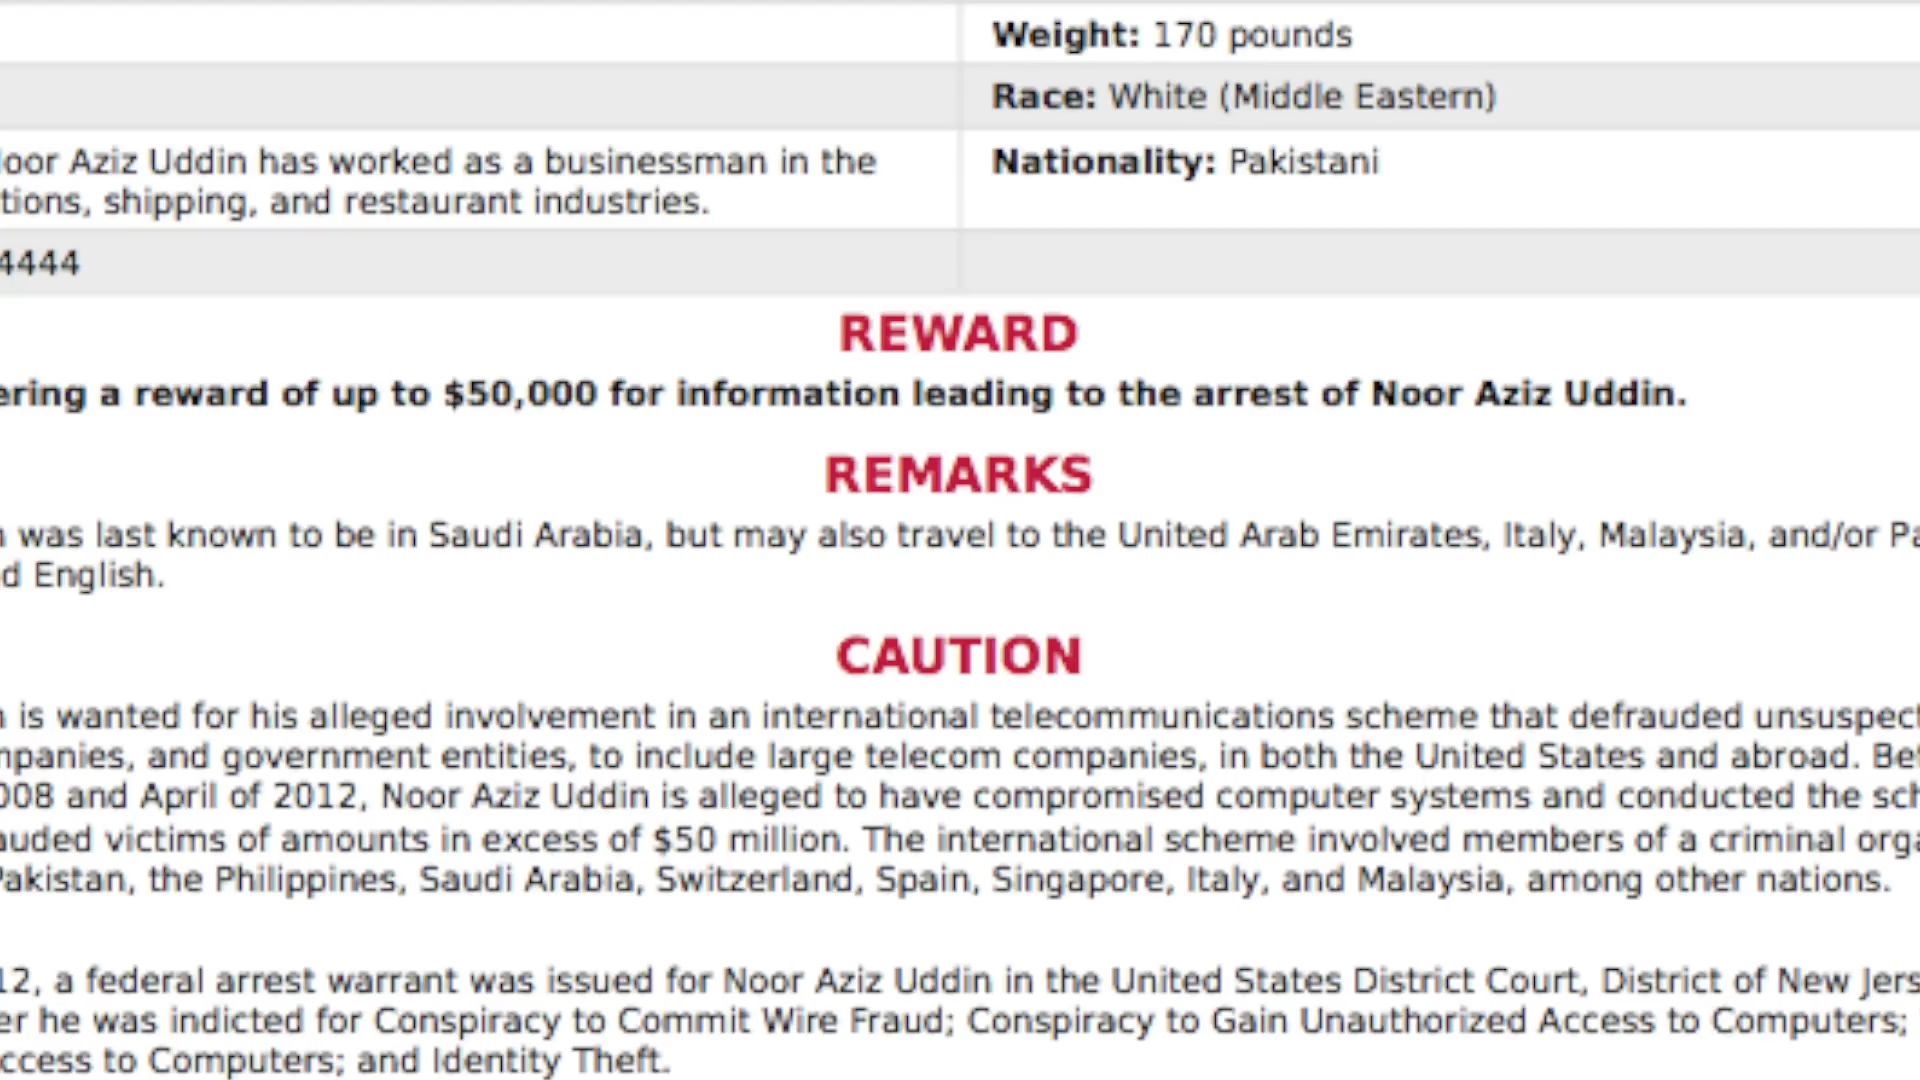 Weight: 170 pounds
Race: White (Middle Eastern)
Noor Aziz Uddin has worked as a businessman in the
tions, shipping, and restaurant industries.
Nationality: Pakistani
4444
REWARD
ering a reward of up to $50,000 for information leading to the arrest of Noor Aziz Uddin.
REMARKS
n was last known to be in Saudi Arabia, but may also travel to the United Arab Emirates, Italy, Malaysia, and/or Pa
d English.
CAUTION
n is wanted for his alleged involvement in an international telecommunications scheme that defrauded unsuspect
mpanies, and government entities, to include large telecom companies, in both the United States and abroad. Bet
008 and April of 2012, Noor Aziz Uddin is alleged to have compromised computer systems and conducted the sch
auded victims of amounts in excess of $50 million. The international scheme involved members of a criminal orga
Pakistan, the Philippines, Saudi Arabia, Switzerland, Spain, Singapore, Italy, and Malaysia, among other nations.
12, a federal arrest warrant was issued for Noor Aziz Uddin in the United States District Court, District of New Jers
er he was indicted for Conspiracy to Commit Wire Fraud; Conspiracy to Gain Unauthorized Access to Computers;
ccess to Computers; and Identity Theft.